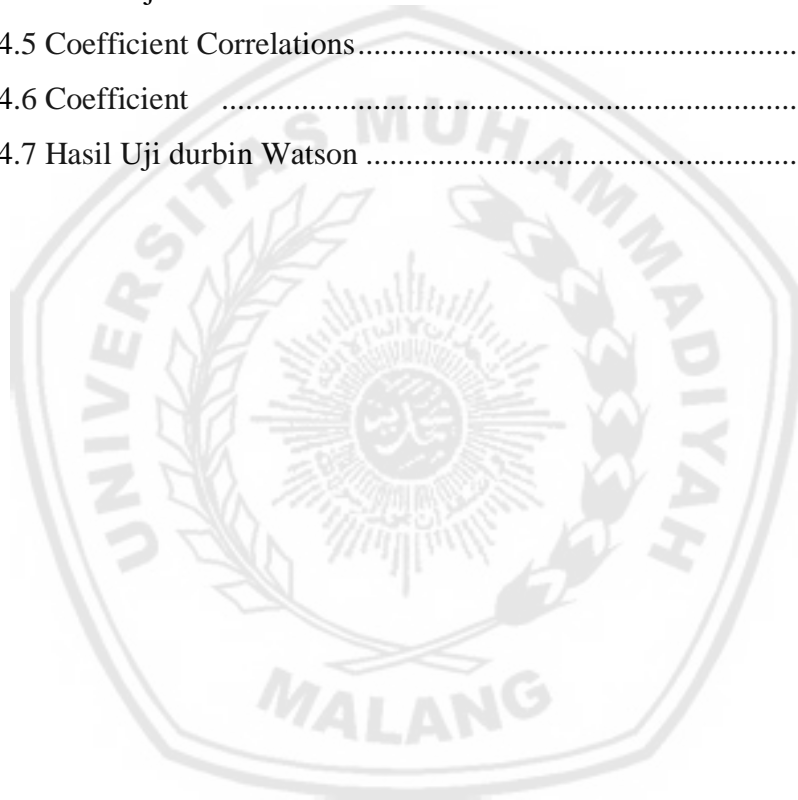 4.5 Coefficient Correlations.......................................................
4.6 Coefficient ........................................................................
4.7 Hasil Uji durbin Watson ......................................................
UNIVERSITAS MUHAMMADIYAH
MALANG